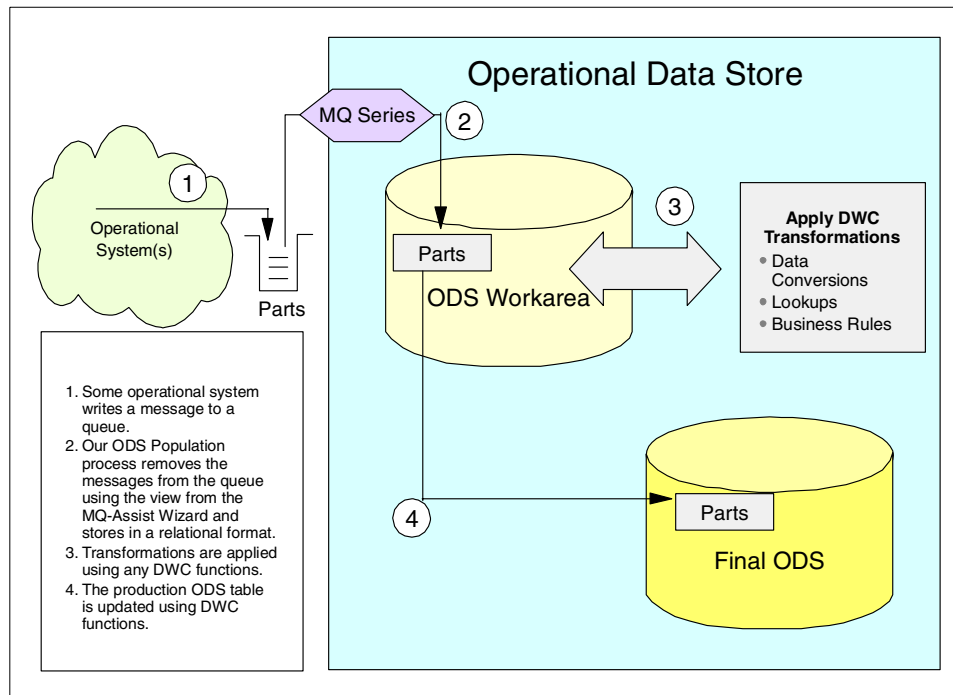 Operational Data Store
MQ Series
2
1
Operational
System(s)
Parts
Parts
ODS Workarea
3
Apply DWC
Transformations
• Data
Conversions
• Lookups
• Business Rules
1. Some operational system
writes a message to a
queue.
2. Our ODS Population
process removes the
messages from the queue
using the view from the
MQ-Assist Wizard and
stores in a relational format.
3. Transformations are applied
using any DWC functions.
4. The production ODS table
is updated using DWC
functions.
4
Parts
Final ODS